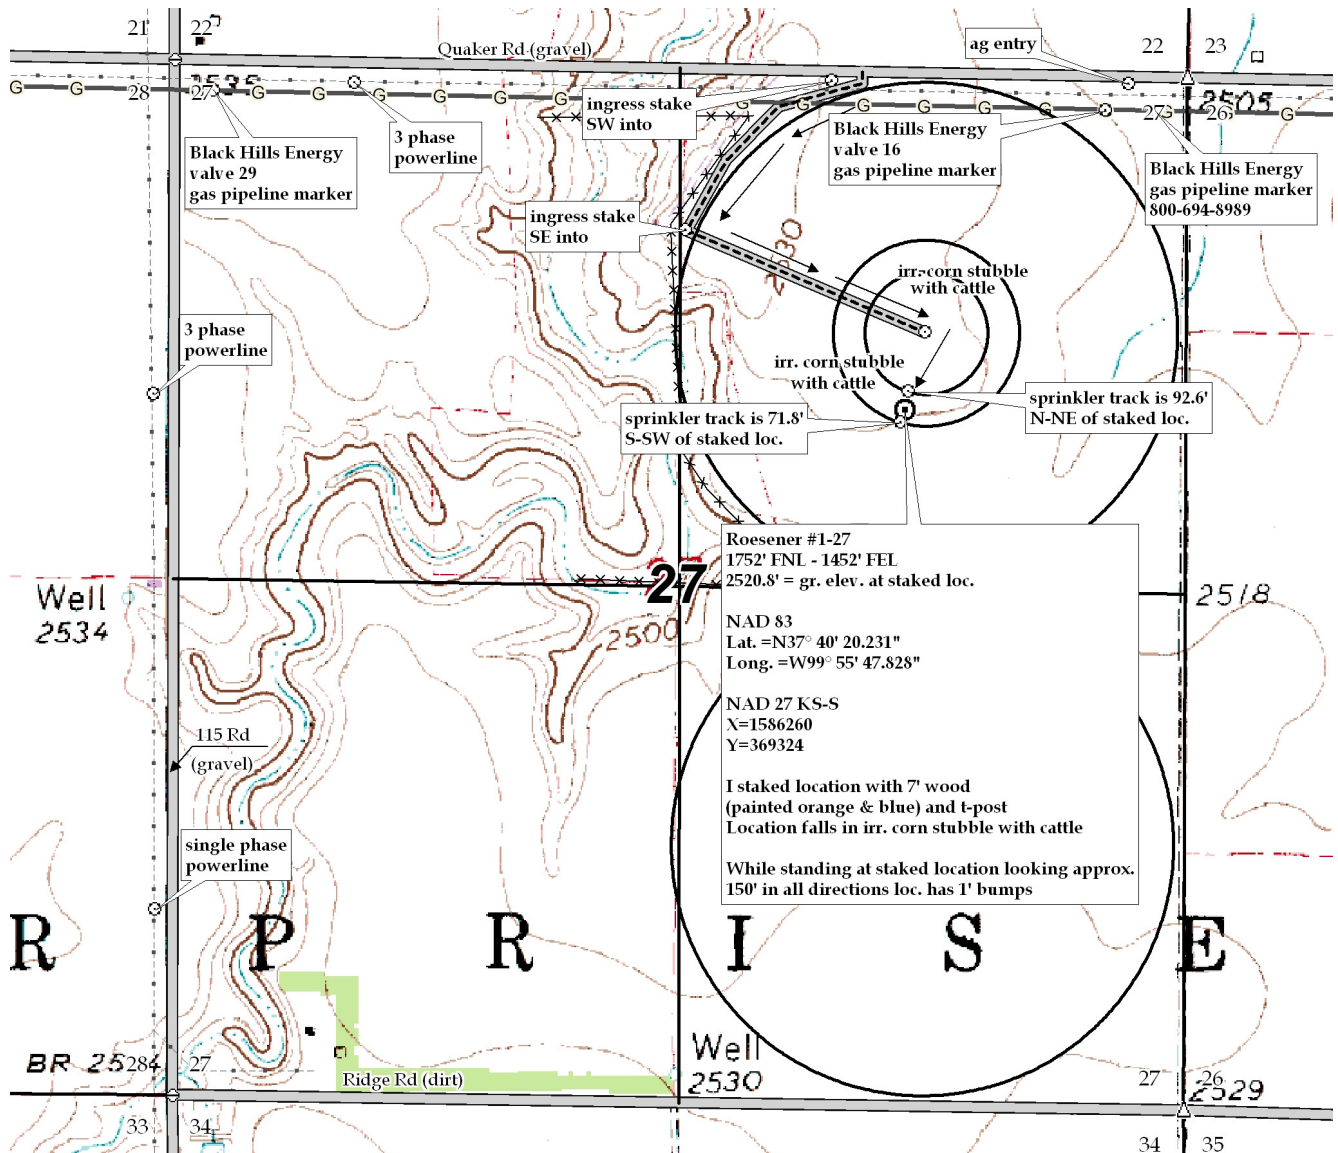 21
22
Quaker Rd (gravel)
ag entry
22
23
2535
28
27
G G G G G G G G G G G G G G G G G G G
2505
27
26
ingress stake
SW into
3 phase
powerline
Black Hills Energy
valve 29
gas pipeline marker
Black Hills Energy
valve 16
gas pipeline marker
Black Hills Energy
gas pipeline marker
800-694-8989
ingress stake
SE into
2530
irr. corn stubble
with cattle
3 phase
powerline
irr. corn stubble
with cattle
sprinkler track is 71.8'
S-SW of staked loc.
sprinkler track is 92.6'
N-NE of staked loc.
Roesener #1-27
1752' FNL - 1452' FEL
2520.8' = gr. elev. at staked loc.
NAD 83
Lat. =N37° 40' 20.231"
Long. =W99° 55' 47.828"
NAD 27 KS-S
X=1586260
Y=369324
I staked location with 7' wood
(painted orange & blue) and t-post
Location falls in irr. corn stubble with cattle
While standing at staked location looking approx.
150' in all directions loc. has 1' bumps
27
Well
2534
2500
2518
115 Rd
(gravel)
single phase
powerline
R P R I S E
Well
2530
BR 2584
28
27
Ridge Rd (dirt)
27
26
2529
33
34
34
35